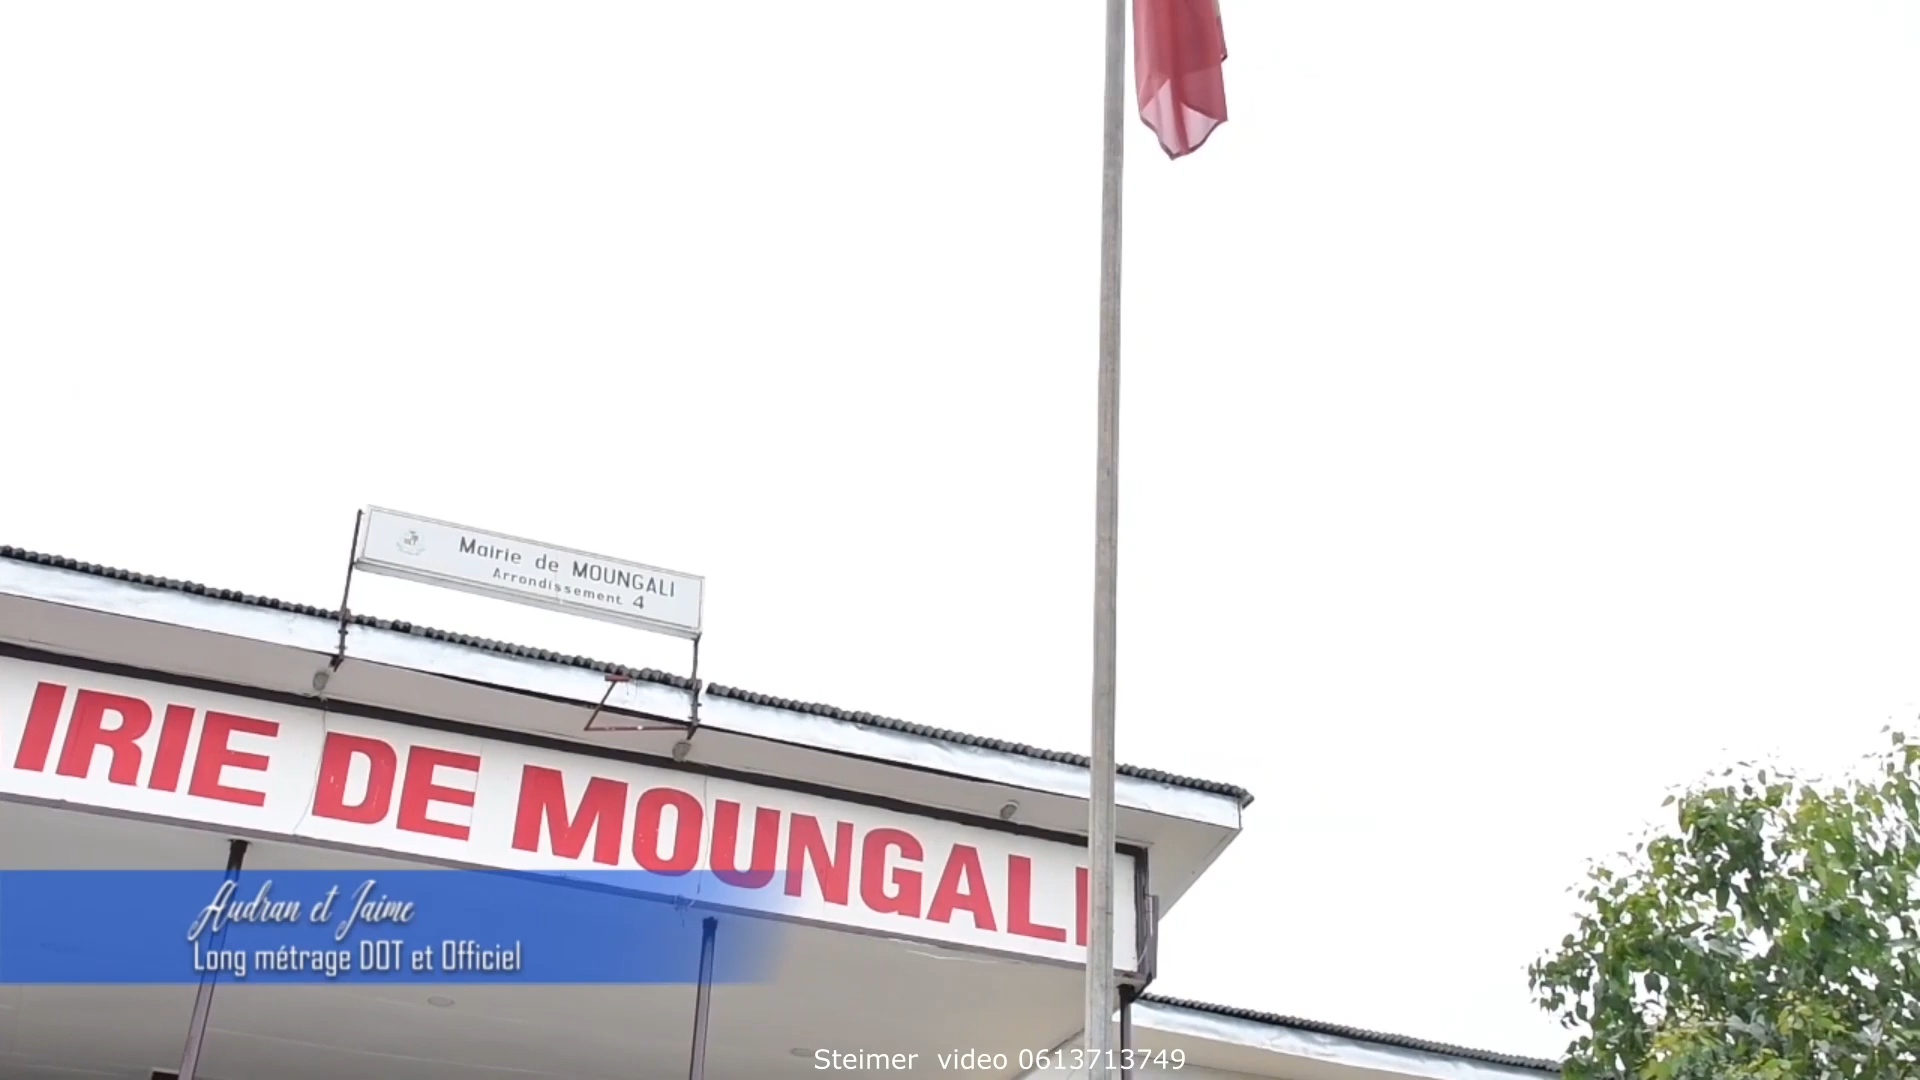 Mairie de MOUNGALI
Arrondissement 4
IRIE DE MOUNGALI
Audran et Jaime
Long métrage DOT et Officiel
Steimer video 0613713749